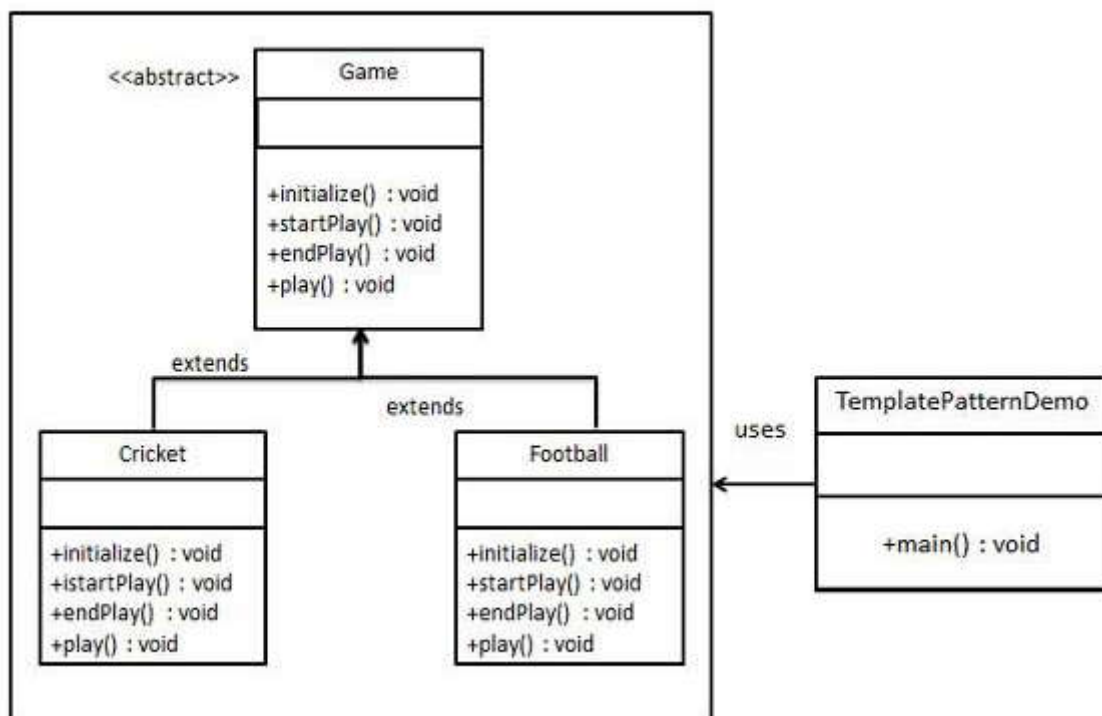 <<abstract>>
Game
+initialize() : void
+startPlay() : void
+endPlay() : void
+play() : void
extends
extends
Cricket
+initialize() : void
+istartPlay() : void
+endPlay() : void
+play() : void
Football
+initialize() : void
+startPlay() : void
+endPlay() : void
+play() : void
uses
TemplatePatternDemo
+main() : void